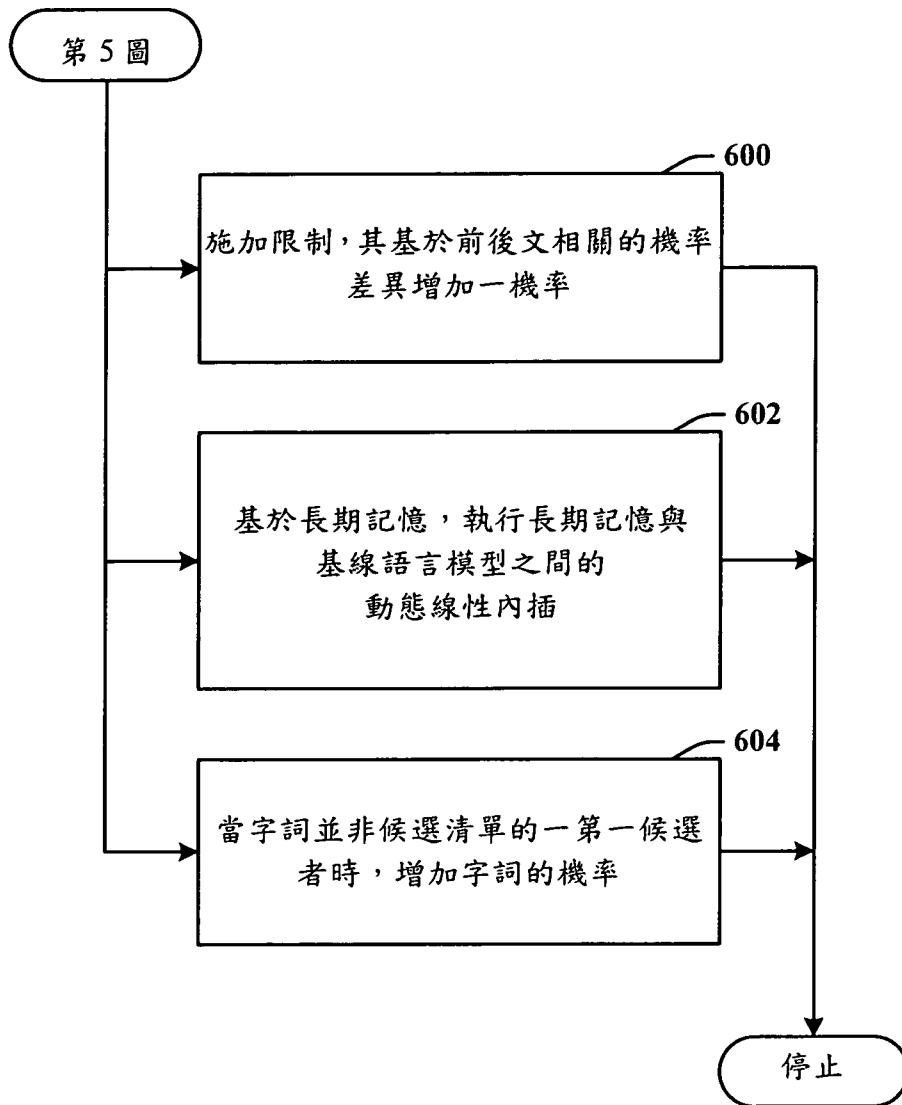 第 5 圖
600
施加限制，其基於前後文相關的機率
差異增加一機率
602
基於長期記憶，執行長期記憶與
基線語言模型之間的
動態線性內插
604
當字詞並非候選清單的一第一候選
者時，增加字詞的機率
停止